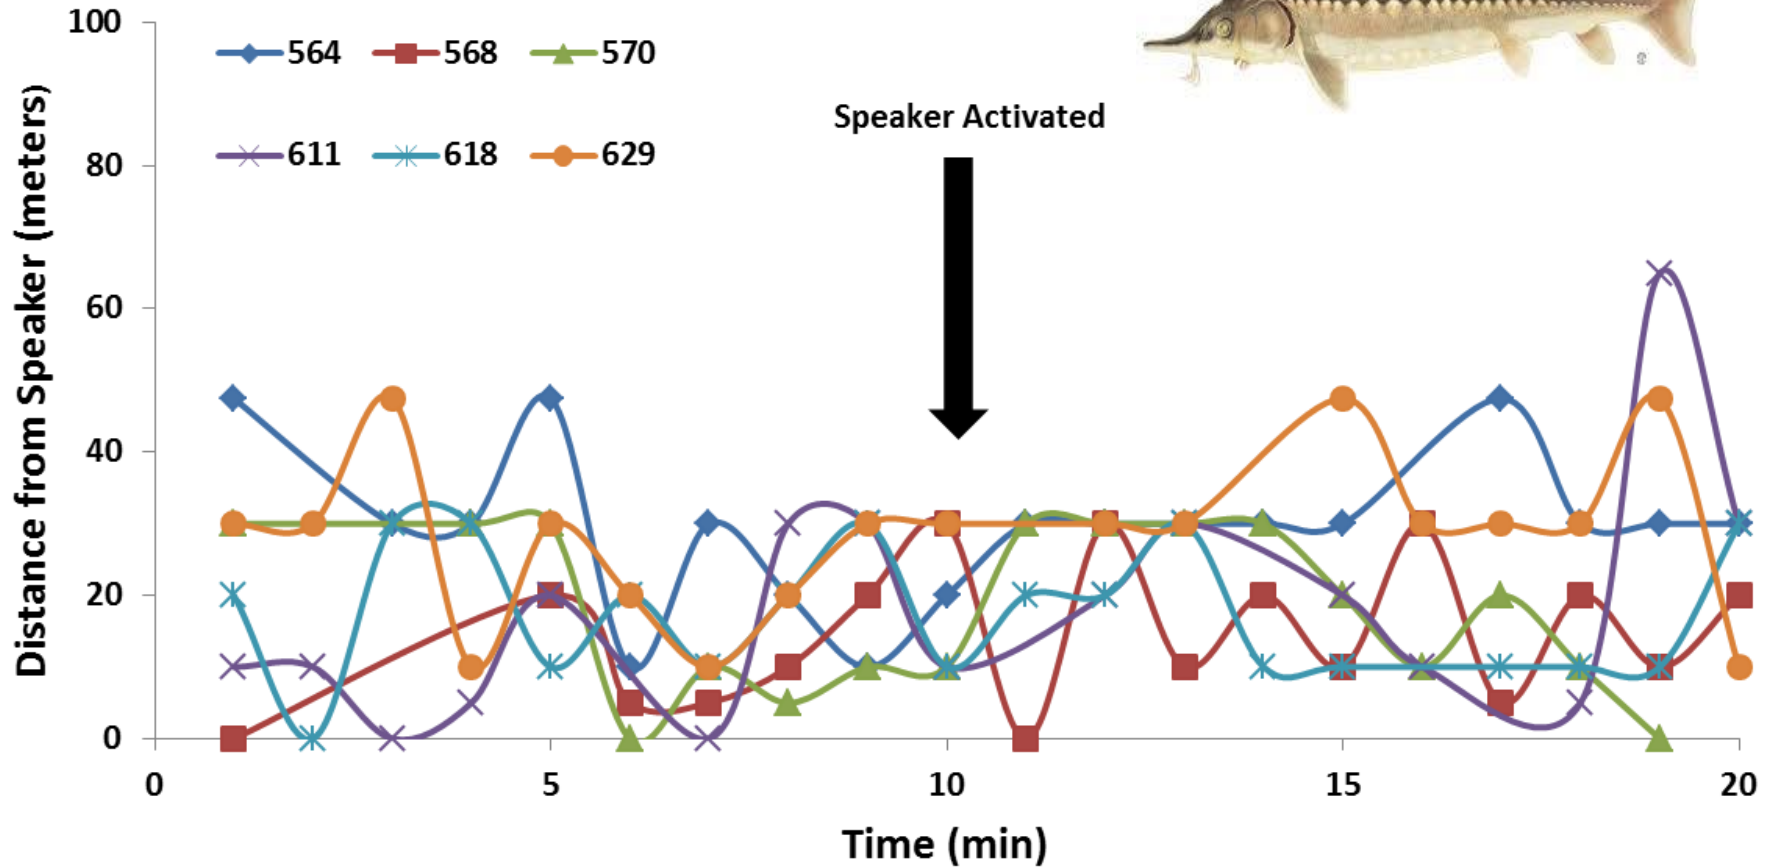 100
564 568 570
Speaker Activated
80
611 618 629
60
40
20
0
Distance from Speaker (meters)
0 5 10 15 20
Time (min)